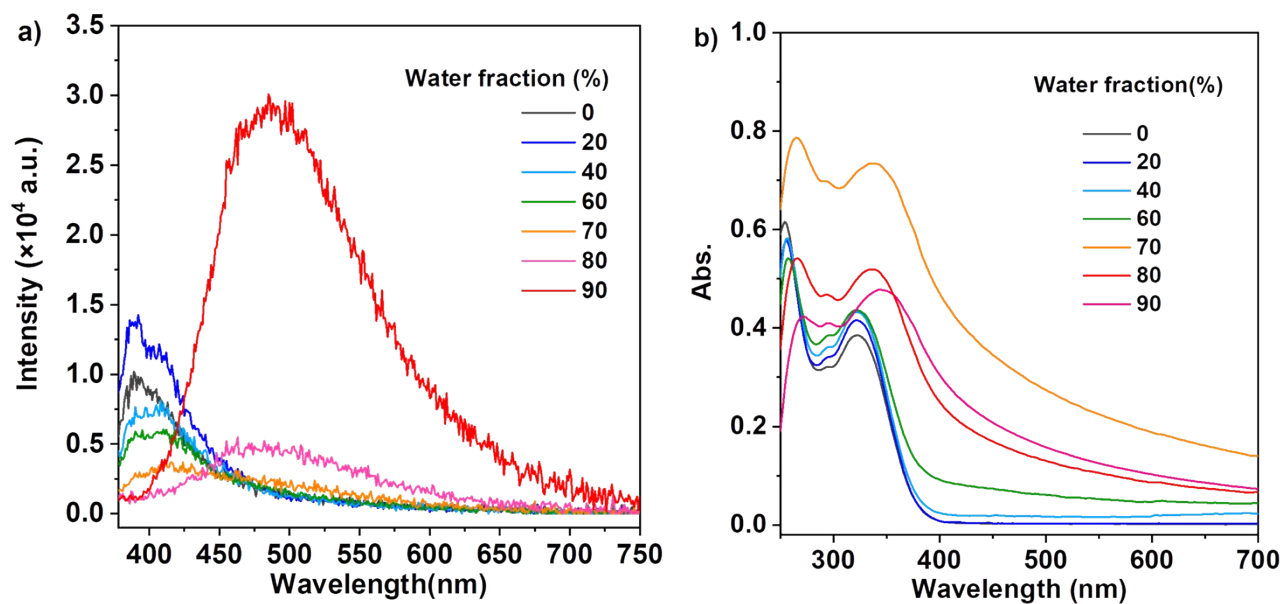 a)
Intensity (×10⁴ a.u.)
3.5
3.0
2.5
2.0
1.5
1.0
0.5
0.0
Water fraction (%)
0
20
40
60
70
80
90
400 450 500 550 600 650 700 750
Wavelength(nm)
b)
Abs.
1.0
0.8
0.6
0.4
0.2
0.0
Water fraction(%)
0
20
40
60
70
80
90
300 400 500 600 700
Wavelength (nm)